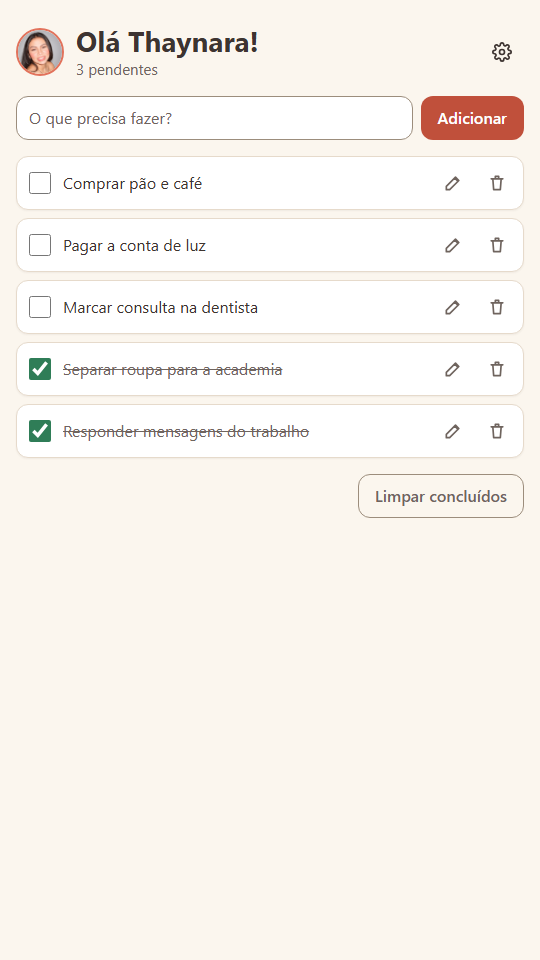 Olá Thaynara!
3 pendentes
O que precisa fazer?
Adicionar
Comprar pão e café
Pagar a conta de luz
Marcar consulta na dentista
Separar roupa para a academia
Responder mensagens do trabalho
Limpar concluídos